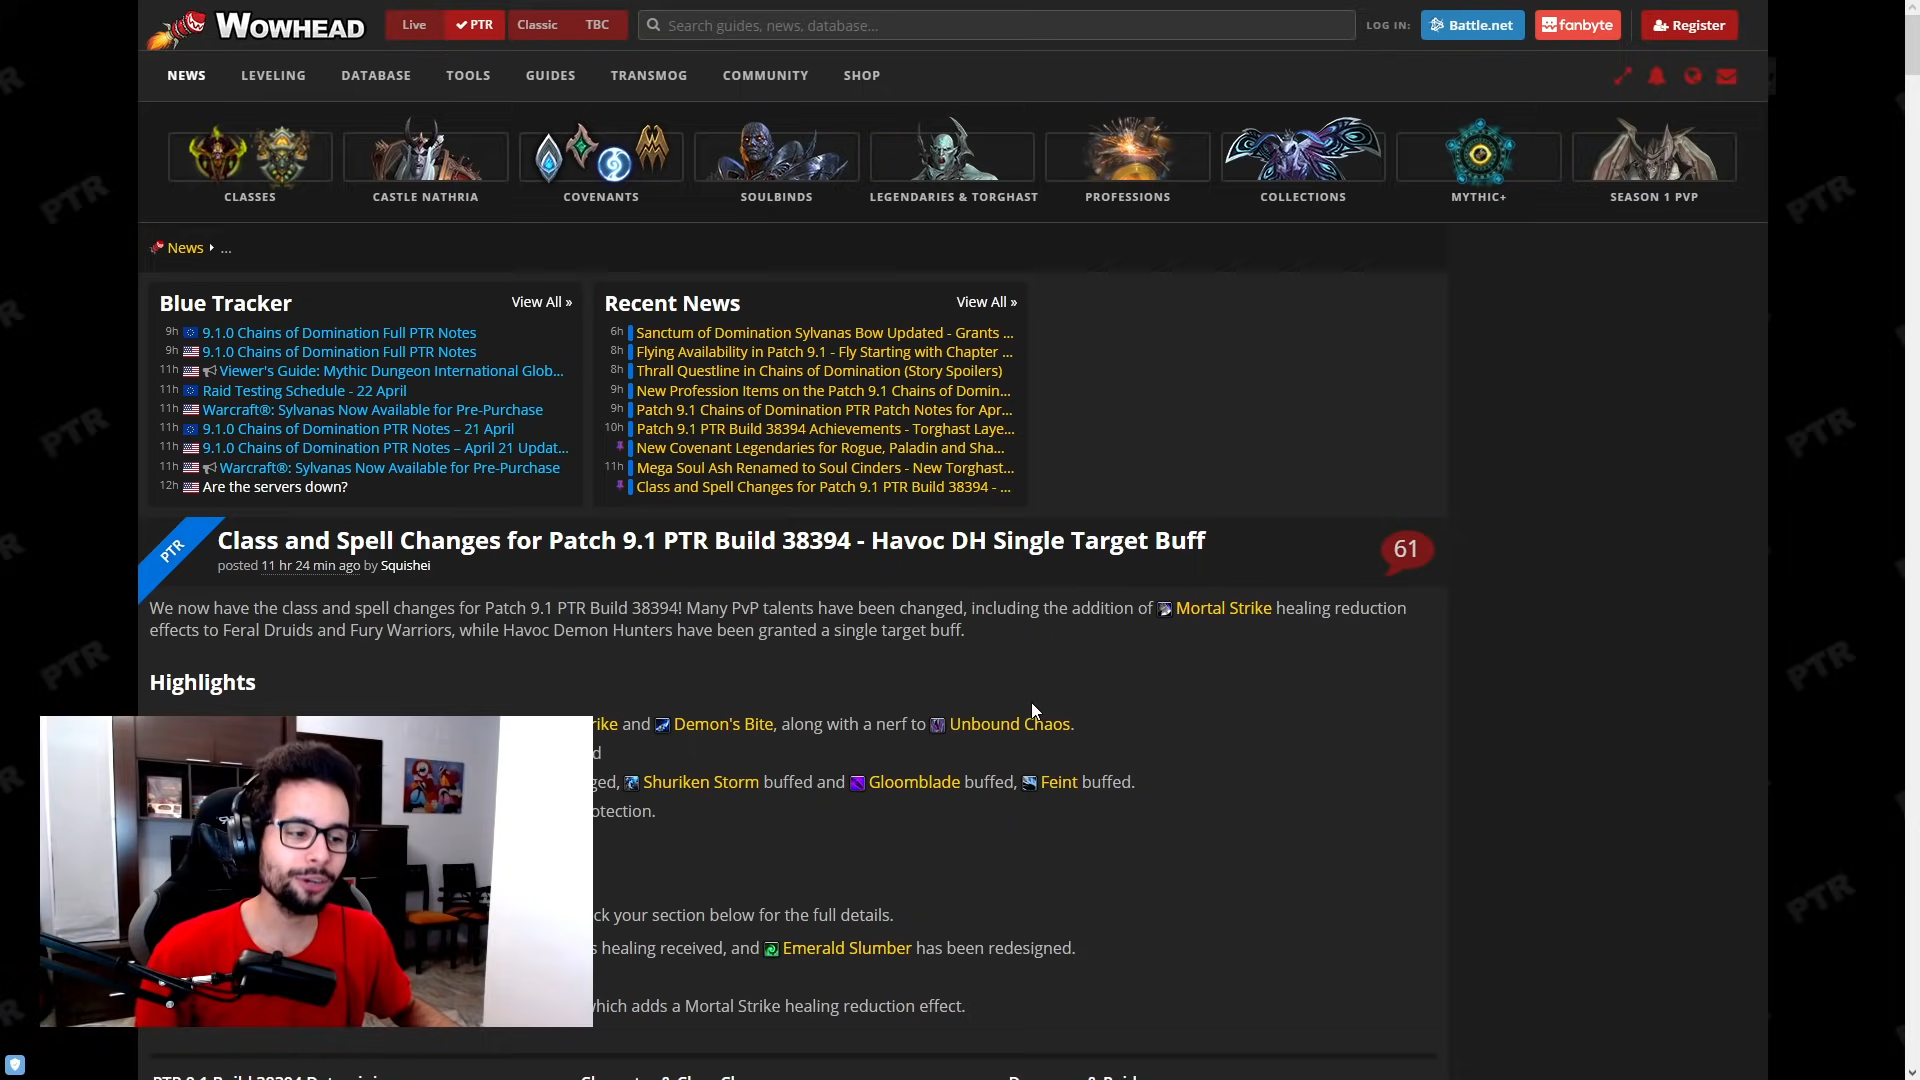 WOWHEAD
Live
PTR
Classic
TBC
Search guides, news, database...
LOG IN:
Battle.net
fanbyte
Register
NEWS
LEVELING
DATABASE
TOOLS
GUIDES
TRANSMOG
COMMUNITY
SHOP
CLASSES
CASTLE NATHRIA
COVENANTS
SOULBINDS
LEGENDARIES & TORGHAST
PROFESSIONS
COLLECTIONS
MYTHIC+
SEASON 1 PVP
News ...
Blue Tracker
View All »
9h 9.1.0 Chains of Domination Full PTR Notes
9h 9.1.0 Chains of Domination Full PTR Notes
11h Viewer's Guide: Mythic Dungeon International Glob...
11h Raid Testing Schedule - 22 April
11h Warcraft®: Sylvanas Now Available for Pre-Purchase
11h 9.1.0 Chains of Domination PTR Notes – 21 April
11h 9.1.0 Chains of Domination PTR Notes – April 21 Updat...
11h Warcraft®: Sylvanas Now Available for Pre-Purchase
12h Are the servers down?
Recent News
View All »
6h Sanctum of Domination Sylvanas Bow Updated - Grants ...
8h Flying Availability in Patch 9.1 - Fly Starting with Chapter ...
8h Thrall Questline in Chains of Domination (Story Spoilers)
9h New Profession Items on the Patch 9.1 Chains of Domin...
9h Patch 9.1 Chains of Domination PTR Patch Notes for Apr...
10h Patch 9.1 PTR Build 38394 Achievements - Torghast Laye...
New Covenant Legendaries for Rogue, Paladin and Sha...
11h Mega Soul Ash Renamed to Soul Cinders - New Torghast...
Class and Spell Changes for Patch 9.1 PTR Build 38394 - ...
PTR
Class and Spell Changes for Patch 9.1 PTR Build 38394 - Havoc DH Single Target Buff
61
posted 11 hr 24 min ago by Squishei
We now have the class and spell changes for Patch 9.1 PTR Build 38394! Many PvP talents have been changed, including the addition of Mortal Strike healing reduction
effects to Feral Druids and Fury Warriors, while Havoc Demon Hunters have been granted a single target buff.
Highlights
rike and Demon's Bite, along with a nerf to Unbound Chaos.
d
ged, Shuriken Storm buffed and Gloomblade buffed, Feint buffed.
otection.
ck your section below for the full details.
s healing received, and Emerald Slumber has been redesigned.
which adds a Mortal Strike healing reduction effect.
PTR
PTR
PTR
PTR
PTR
PTR